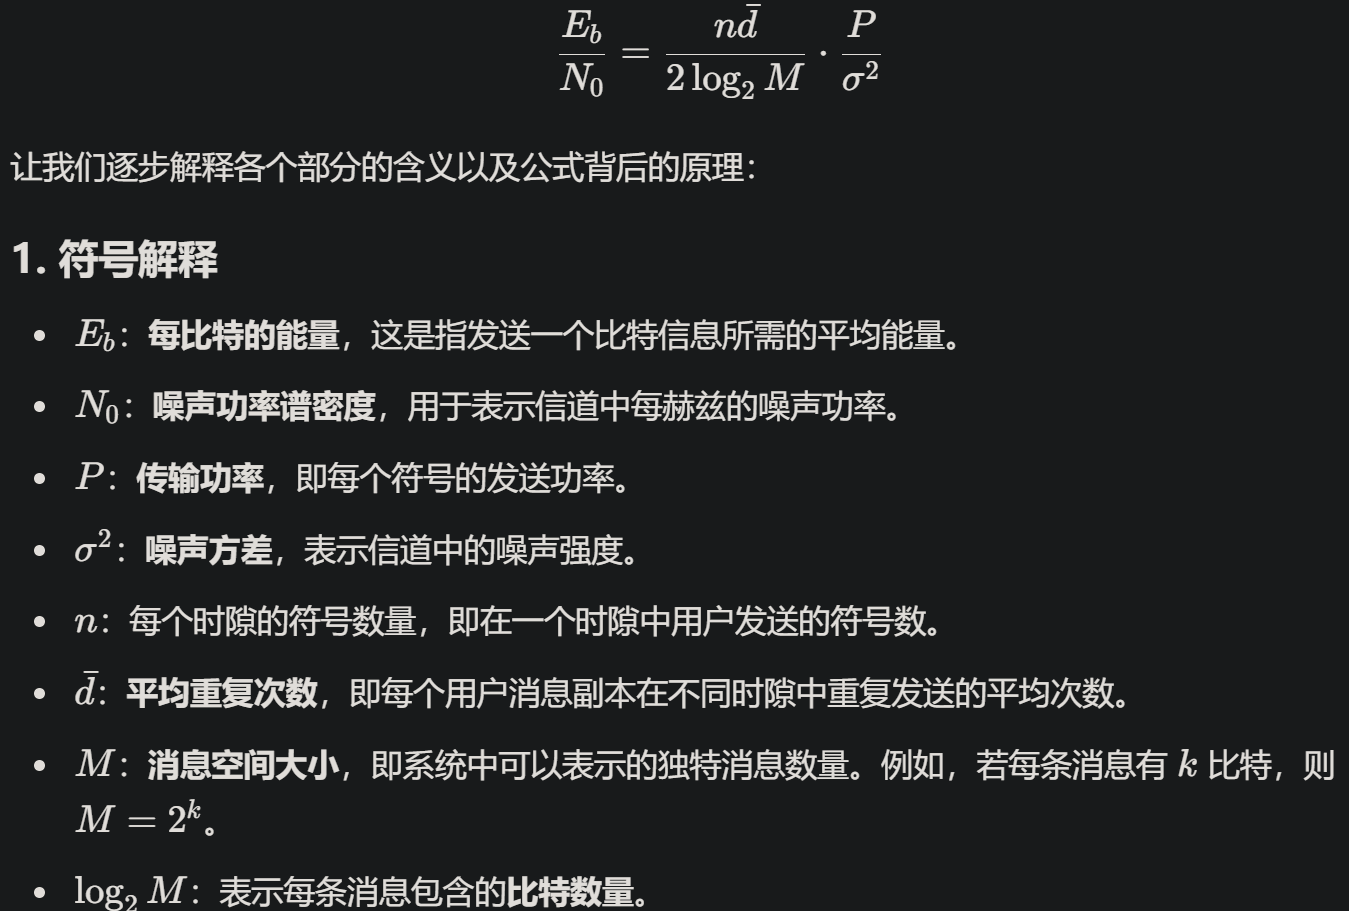 E_b/N_0 = n\bar{d}/(2 log_2 M) · P/σ^2
让我们逐步解释各个部分的含义以及公式背后的原理：
1. 符号解释
• E_b：每比特的能量，这是指发送一个比特信息所需的平均能量。
• N_0：噪声功率谱密度，用于表示信道中每赫兹的噪声功率。
• P：传输功率，即每个符号的发送功率。
• σ^2：噪声方差，表示信道中的噪声强度。
• n：每个时隙的符号数量，即在一个时隙中用户发送的符号数。
• \bar{d}：平均重复次数，即每个用户消息副本在不同时隙中重复发送的平均次数。
• M：消息空间大小，即系统中可以表示的独特消息数量。例如，若每条消息有 k 比特，则
M = 2^k。
• log_2 M：表示每条消息包含的比特数量。